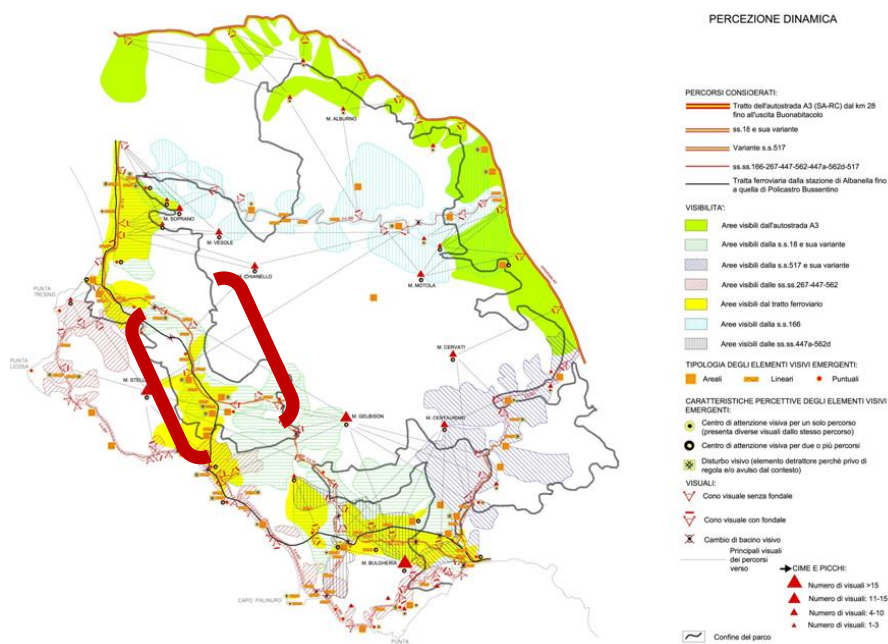 PERCEZIONE DINAMICA
PERCORSI CONSIDERATI:
Tratto dell'autostrada A3 (SA-RC) dal km 28
fino all'uscita Buonabitacolo
ss.18 e sua variante
Variante s.s.517
ss.ss.166-267-447-562-447a-562d-517
Tratta ferroviaria dalla stazione di Albanella fino
a quella di Policastro Bussentino
VISIBILITA':
Aree visibili dall'autostrada A3
Aree visibili dalla s.s.18 e sua variante
Aree visibili dalla s.s.517 e sua variante
Aree visibili dalle ss.ss.267-447-562
Aree visibili dal tratto ferroviario
Aree visibili dalla s.s.166
Aree visibili dalle ss.ss.447a-562d
TIPOLOGIA DEGLI ELEMENTI VISIVI EMERGENTI:
Areali
Lineari
Puntuali
CARATTERISTICHE PERCETTIVE DEGLI ELEMENTI VISIVI
EMERGENTI:
Centro di attenzione visiva per un solo percorso
(presenta diverse visuali dallo stesso percorso)
Centro di attenzione visiva per due o più percorsi
Disturbo visivo (elemento detrattore perchè privo di
regola e/o avulso dal contesto)
VISUALI:
Cono visuale senza fondale
Cono visuale con fondale
Cambio di bacino visivo
Principali visuali
dei percorsi
verso
CIME E PICCHI:
Numero di visuali >15
Numero di visuali: 11-15
Numero di visuali: 4-10
Numero di visuali: 1-3
Confine del parco
M. ALBURNO
M. SOPRANO
M. VESOLE
M. CHIANELLO
M. MOTOLA
PUNTA
TRESINO
PUNTA
LICOSA
M. CERVATI
M. STELL
M. GELBISON
M. CENTAURINO
M. BULGHERIA
CAPO PALINURO
PUNTA